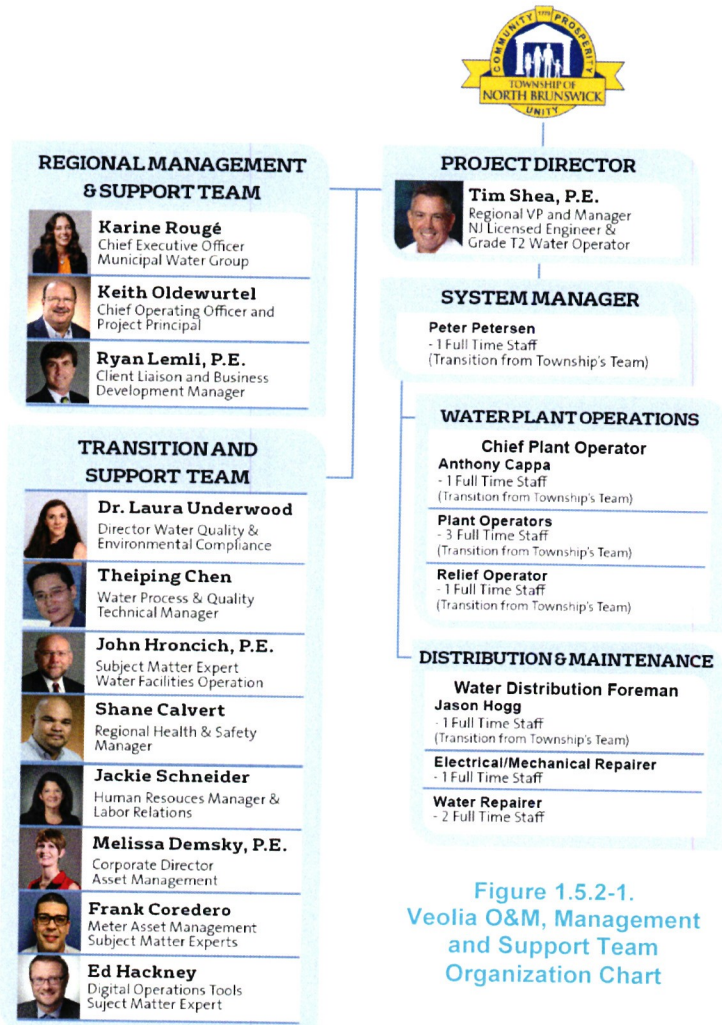 COMMUNITY 1779 PROSPERITY
TOWNSHIP OF
NORTH BRUNSWICK
UNITY
REGIONAL MANAGEMENT
& SUPPORT TEAM
Karine Rougé
Chief Executive Officer
Municipal Water Group
Keith Oldewurtel
Chief Operating Officer and
Project Principal
Ryan Lemli, P.E.
Client Liaison and Business
Development Manager
TRANSITION AND
SUPPORT TEAM
Dr. Laura Underwood
Director Water Quality &
Environmental Compliance
Theiping Chen
Water Process & Quality
Technical Manager
John Hroncich, P.E.
Subject Matter Expert
Water Facilities Operation
Shane Calvert
Regional Health & Safety
Manager
Jackie Schneider
Human Resouces Manager &
Labor Relations
Melissa Demsky, P.E.
Corporate Director
Asset Management
Frank Coredero
Meter Asset Management
Subject Matter Experts
Ed Hackney
Digital Operations Tools
Suject Matter Expert
PROJECT DIRECTOR
Tim Shea, P.E.
Regional VP and Manager
NJ Licensed Engineer &
Grade T2 Water Operator
SYSTEM MANAGER
Peter Petersen
- 1 Full Time Staff
(Transition from Township's Team)
WATER PLANT OPERATIONS
Chief Plant Operator
Anthony Cappa
- 1 Full Time Staff
(Transition from Township's Team)
Plant Operators
- 3 Full Time Staff
(Transition from Township's Team)
Relief Operator
- 1 Full Time Staff
(Transition from Township's Team)
DISTRIBUTION & MAINTENANCE
Water Distribution Foreman
Jason Hogg
- 1 Full Time Staff
(Transition from Township's Team)
Electrical/Mechanical Repairer
- 1 Full Time Staff
Water Repairer
- 2 Full Time Staff
Figure 1.5.2-1.
Veolia O&M, Management
and Support Team
Organization Chart